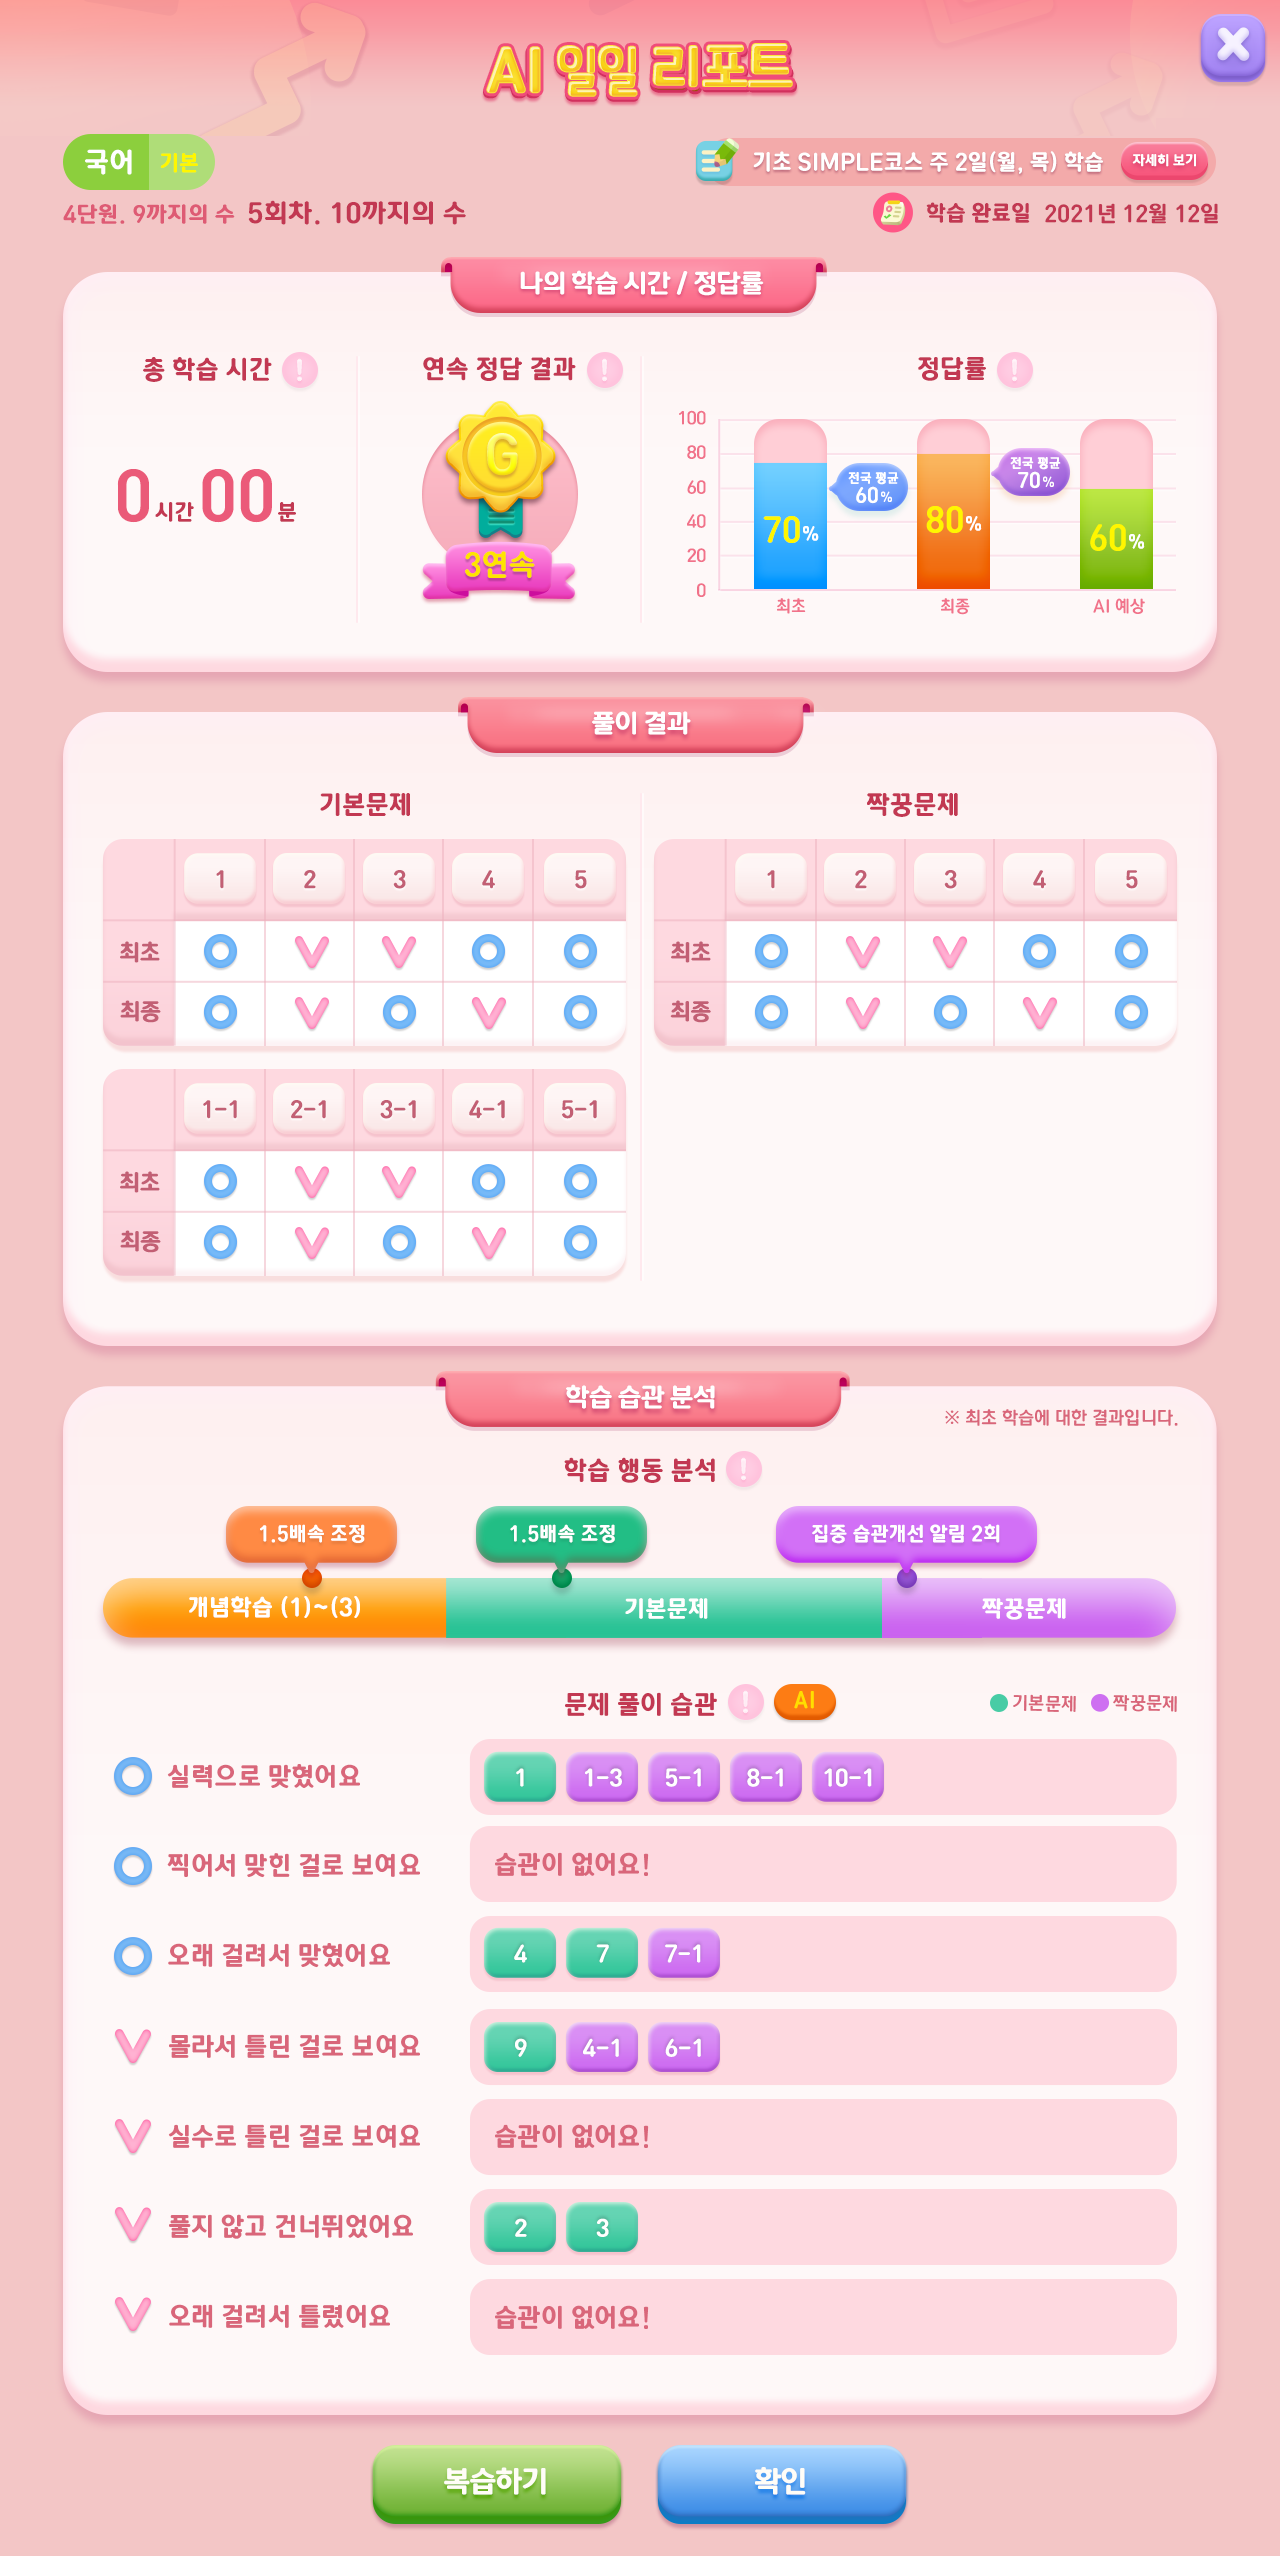 AI 일일 리포트
국어 기본
기초 SIMPLE코스 주 2일(월, 목) 학습 자세히 보기
4단원. 9까지의 수 5회차. 10까지의 수
학습 완료일 2021년 12월 12일
나의 학습 시간 / 정답률
총 학습 시간 !
0시간 00분
연속 정답 결과 !
G
3연속
정답률 !
100
80
60
40
20
0
70%
전국 평균
60%
80%
전국 평균
70%
60%
최초 최종 AI 예상
풀이 결과
기본문제
1 2 3 4 5
최초
최종
1-1 2-1 3-1 4-1 5-1
최초
최종
짝꿍문제
1 2 3 4 5
최초
최종
학습 습관 분석
※ 최초 학습에 대한 결과입니다.
학습 행동 분석 !
1.5배속 조정 1.5배속 조정 집중 습관개선 알림 2회
개념학습 (1)~(3) 기본문제 짝꿍문제
문제 풀이 습관 ! AI
기본문제 짝꿍문제
실력으로 맞혔어요 1 1-3 5-1 8-1 10-1
찍어서 맞힌 걸로 보여요 습관이 없어요!
오래 걸려서 맞혔어요 4 7 7-1
몰라서 틀린 걸로 보여요 9 4-1 6-1
실수로 틀린 걸로 보여요 습관이 없어요!
풀지 않고 건너뛰었어요 2 3
오래 걸려서 틀렸어요 습관이 없어요!
복습하기 확인